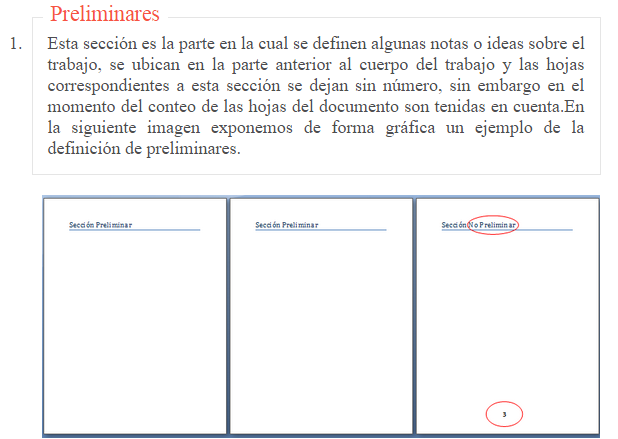 Preliminares
1. Esta sección es la parte en la cual se definen algunas notas o ideas sobre el
trabajo, se ubican en la parte anterior al cuerpo del trabajo y las hojas
correspondientes a esta sección se dejan sin número, sin embargo en el
momento del conteo de las hojas del documento son tenidas en cuenta.En
la siguiente imagen exponemos de forma gráfica un ejemplo de la
definición de preliminares.
Sección Preliminar
Sección Preliminar
Sección No Preliminar
3